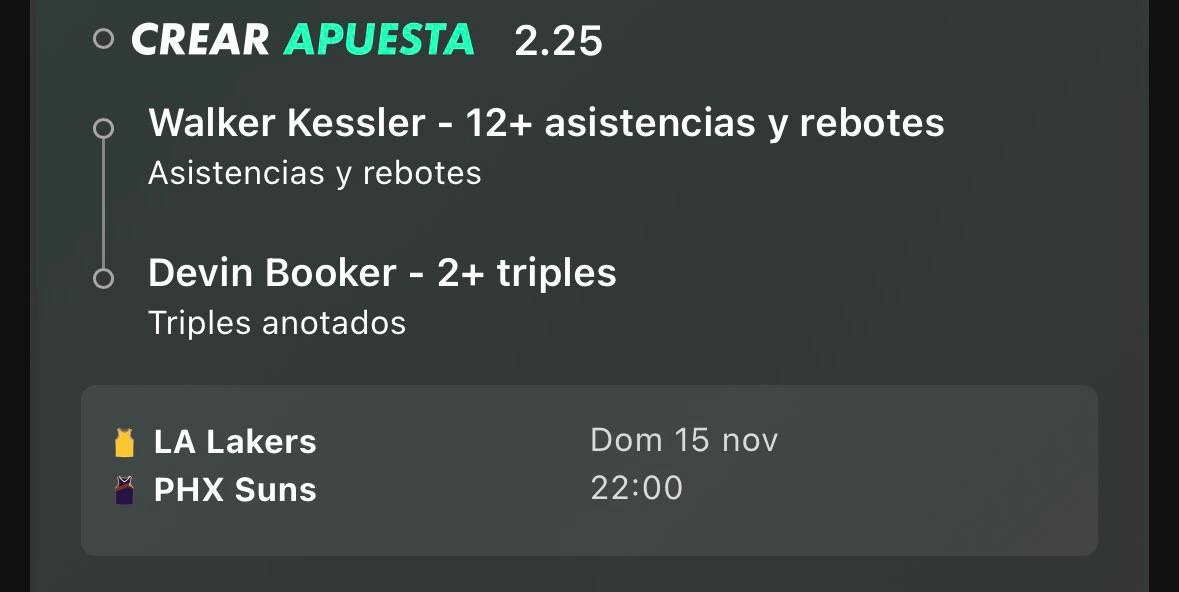 CREAR APUESTA 2.25
Walker Kessler - 12+ asistencias y rebotes
Asistencias y rebotes
Devin Booker - 2+ triples
Triples anotados
LA Lakers
Dom 15 nov
PHX Suns
22:00